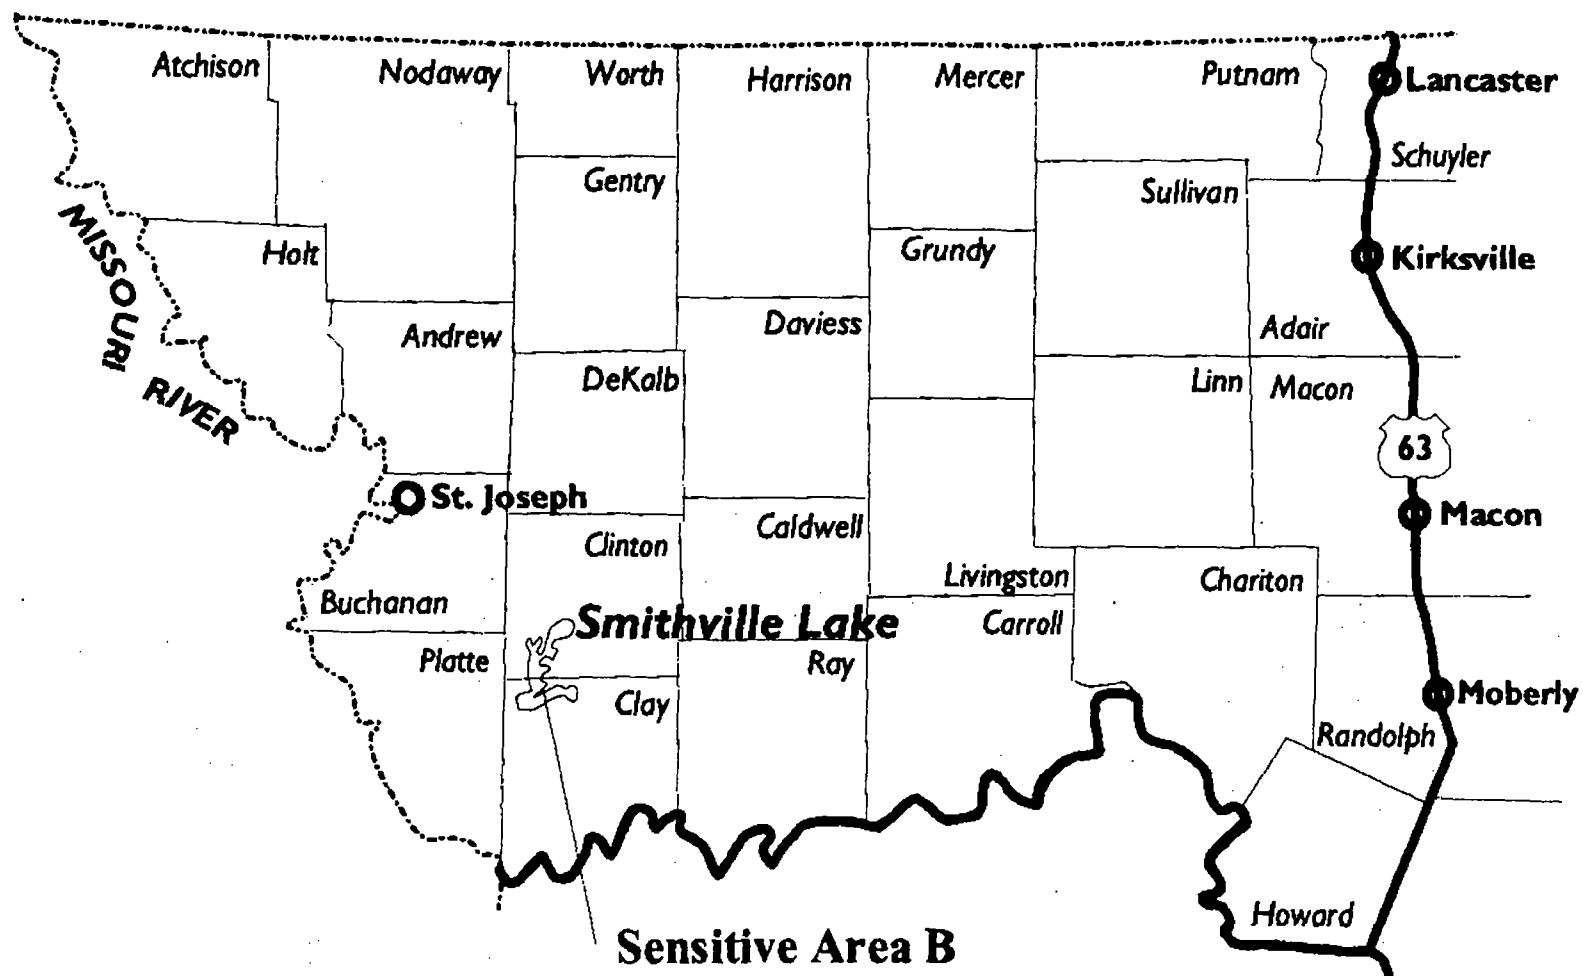 Atchison
Nodaway
Worth
Harrison
Mercer
Putnam
Lancaster
Schuyler
Gentry
Sullivan
MISSOURI
RIVER
Holt
Grundy
Kirksville
Andrew
Daviess
Adair
DeKalb
Linn
Macon
63
St. Joseph
Macon
Clinton
Caldwell
Livingston
Chariton
Buchanan
Smithville Lake
Carroll
Platte
Ray
Clay
Moberly
Randolph
Howard
Sensitive Area B